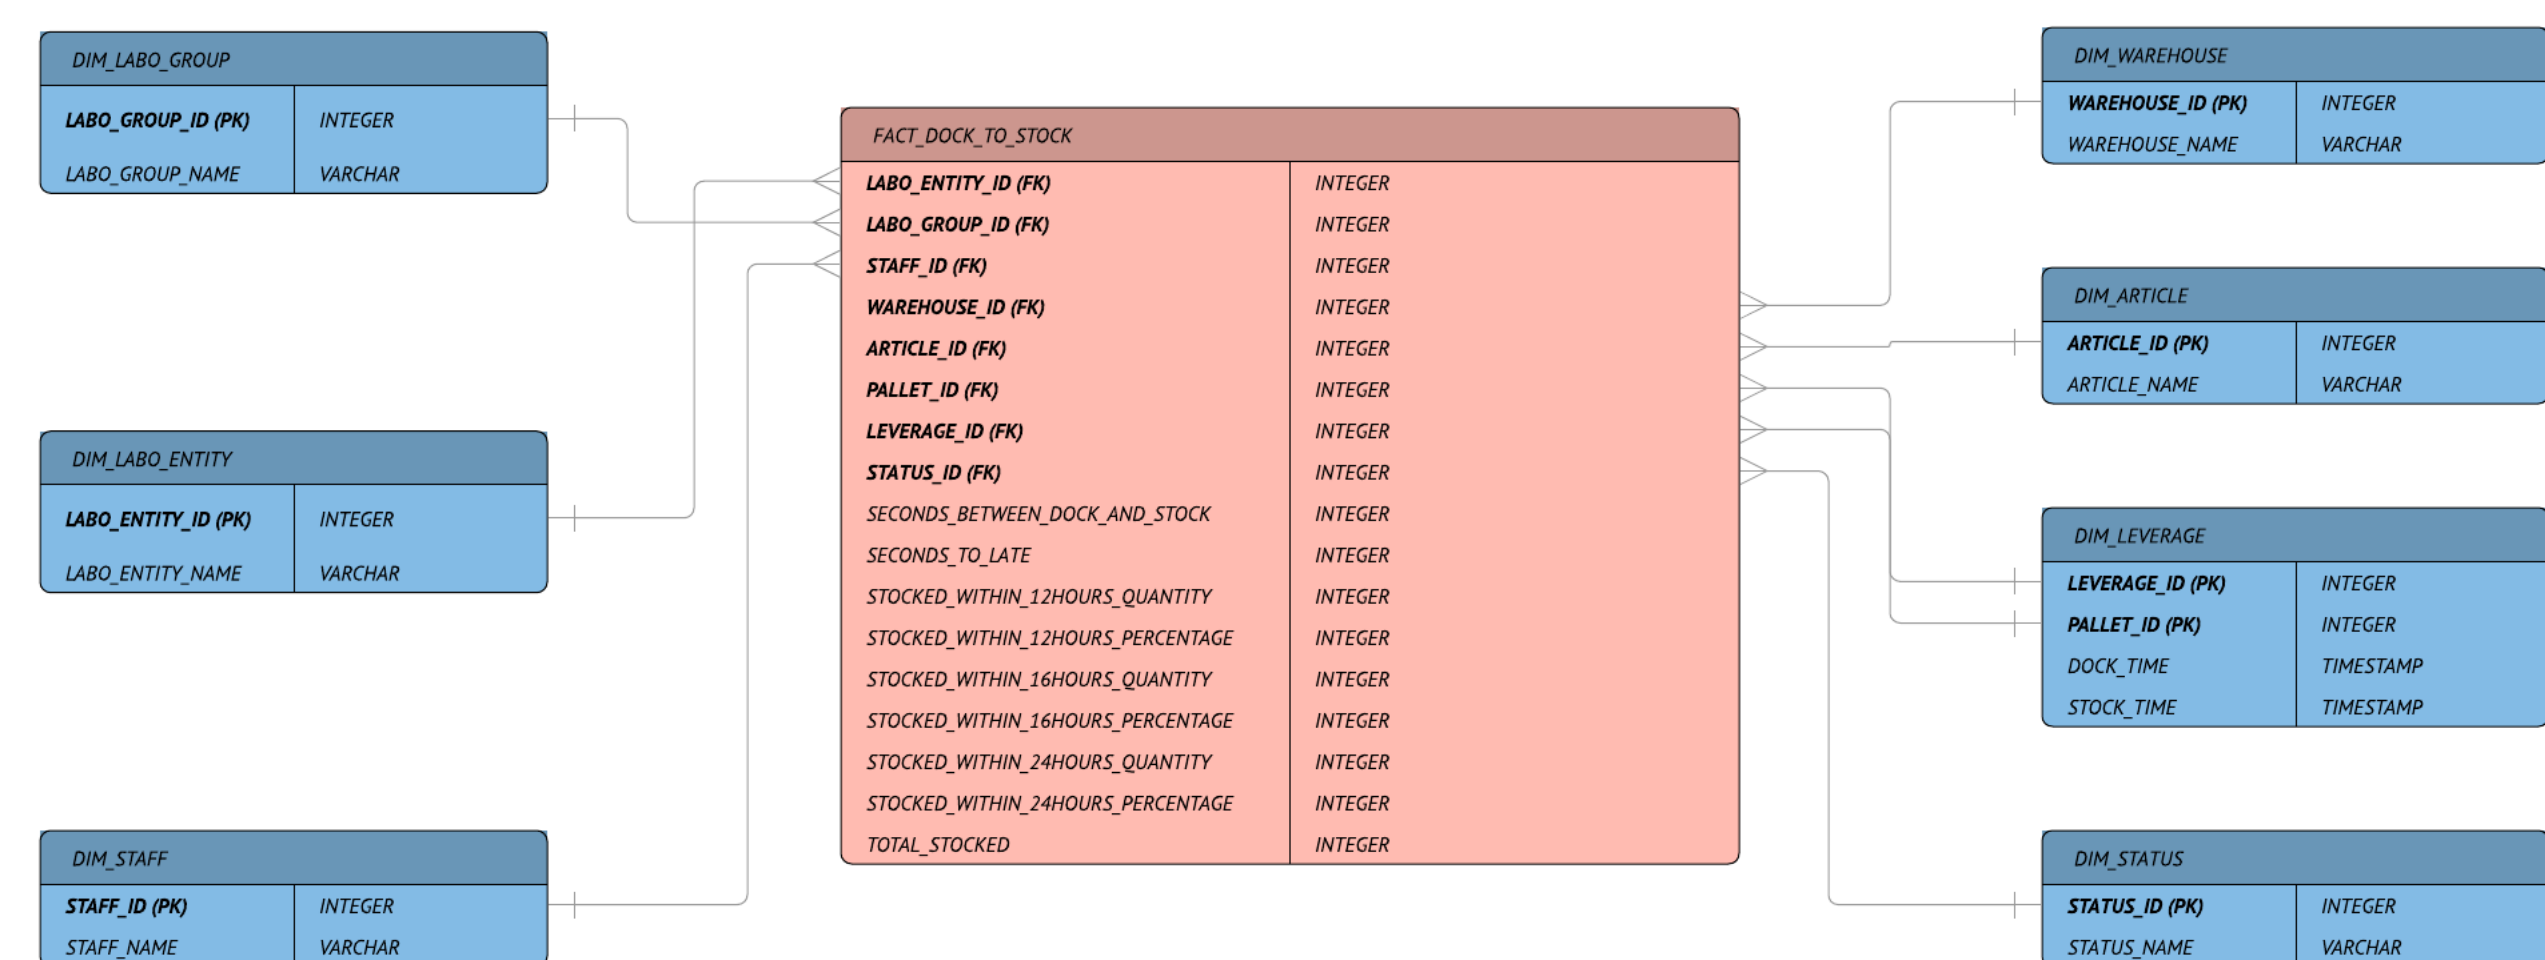 DIM_LABO_GROUP
LABO_GROUP_ID (PK) INTEGER
LABO_GROUP_NAME VARCHAR
DIM_LABO_ENTITY
LABO_ENTITY_ID (PK) INTEGER
LABO_ENTITY_NAME VARCHAR
DIM_STAFF
STAFF_ID (PK) INTEGER
STAFF_NAME VARCHAR
FACT_DOCK_TO_STOCK
LABO_ENTITY_ID (FK) INTEGER
LABO_GROUP_ID (FK) INTEGER
STAFF_ID (FK) INTEGER
WAREHOUSE_ID (FK) INTEGER
ARTICLE_ID (FK) INTEGER
PALLET_ID (FK) INTEGER
LEVERAGE_ID (FK) INTEGER
STATUS_ID (FK) INTEGER
SECONDS_BETWEEN_DOCK_AND_STOCK INTEGER
SECONDS_TO_LATE INTEGER
STOCKED_WITHIN_12HOURS_QUANTITY INTEGER
STOCKED_WITHIN_12HOURS_PERCENTAGE INTEGER
STOCKED_WITHIN_16HOURS_QUANTITY INTEGER
STOCKED_WITHIN_16HOURS_PERCENTAGE INTEGER
STOCKED_WITHIN_24HOURS_QUANTITY INTEGER
STOCKED_WITHIN_24HOURS_PERCENTAGE INTEGER
TOTAL_STOCKED INTEGER
DIM_WAREHOUSE
WAREHOUSE_ID (PK) INTEGER
WAREHOUSE_NAME VARCHAR
DIM_ARTICLE
ARTICLE_ID (PK) INTEGER
ARTICLE_NAME VARCHAR
DIM_LEVERAGE
LEVERAGE_ID (PK) INTEGER
PALLET_ID (PK) INTEGER
DOCK_TIME TIMESTAMP
STOCK_TIME TIMESTAMP
DIM_STATUS
STATUS_ID (PK) INTEGER
STATUS_NAME VARCHAR